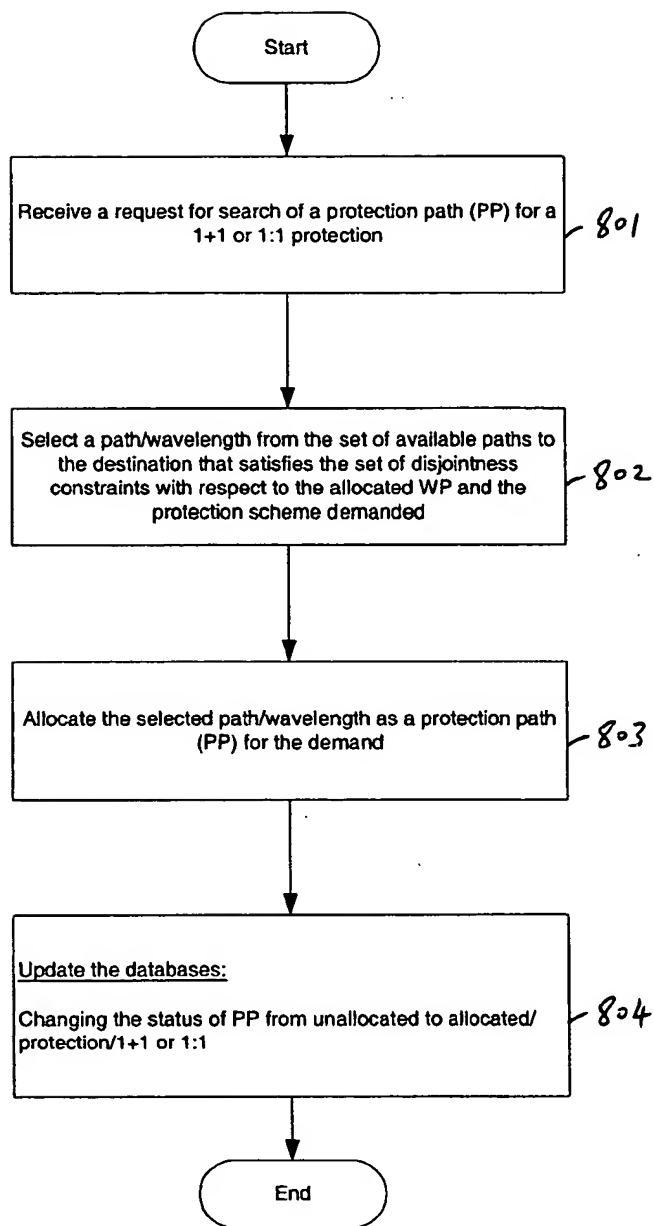 Start
Receive a request for search of a protection path (PP) for a
1+1 or 1:1 protection
801
Select a path/wavelength from the set of available paths to
the destination that satisfies the set of disjointness
constraints with respect to the allocated WP and the
protection scheme demanded
802
Allocate the selected path/wavelength as a protection path
(PP) for the demand
803
Update the databases:
Changing the status of PP from unallocated to allocated/
protection/1+1 or 1:1
804
End